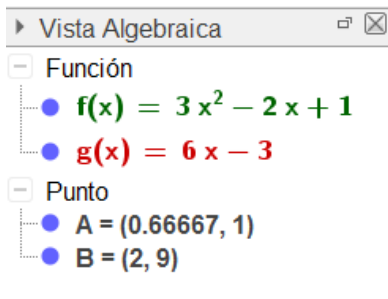 Vista Algebraica
Función
f(x) = 3 x² − 2 x + 1
g(x) = 6 x − 3
Punto
A = (0.66667, 1)
B = (2, 9)